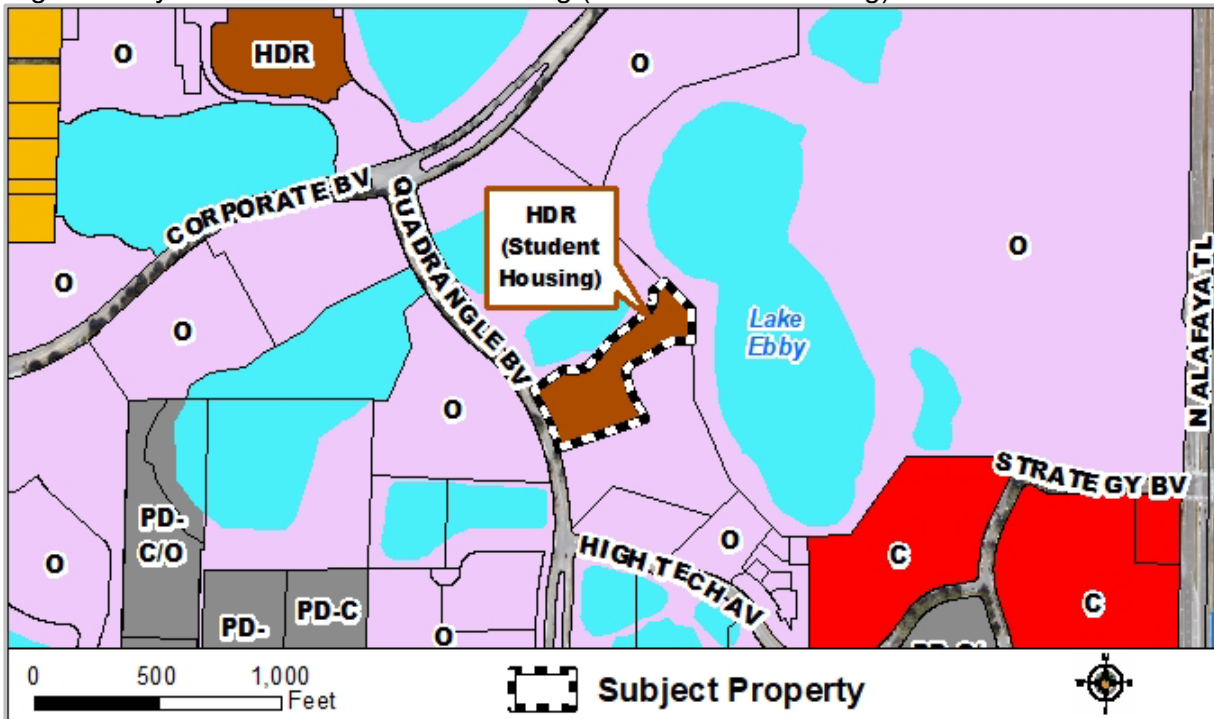 O
HDR
O
CORPORATE BV
QUADRANGLE BV
HDR
(Student
Housing)
O
N ALAFAYA TL
Lake
Ebby
O
O
O
STRATEGY BV
PD-
C/O
O
HIGH TECH AV
O
C
C
PD-
PD-C
O
0 500 1,000
Feet
Subject Property
N